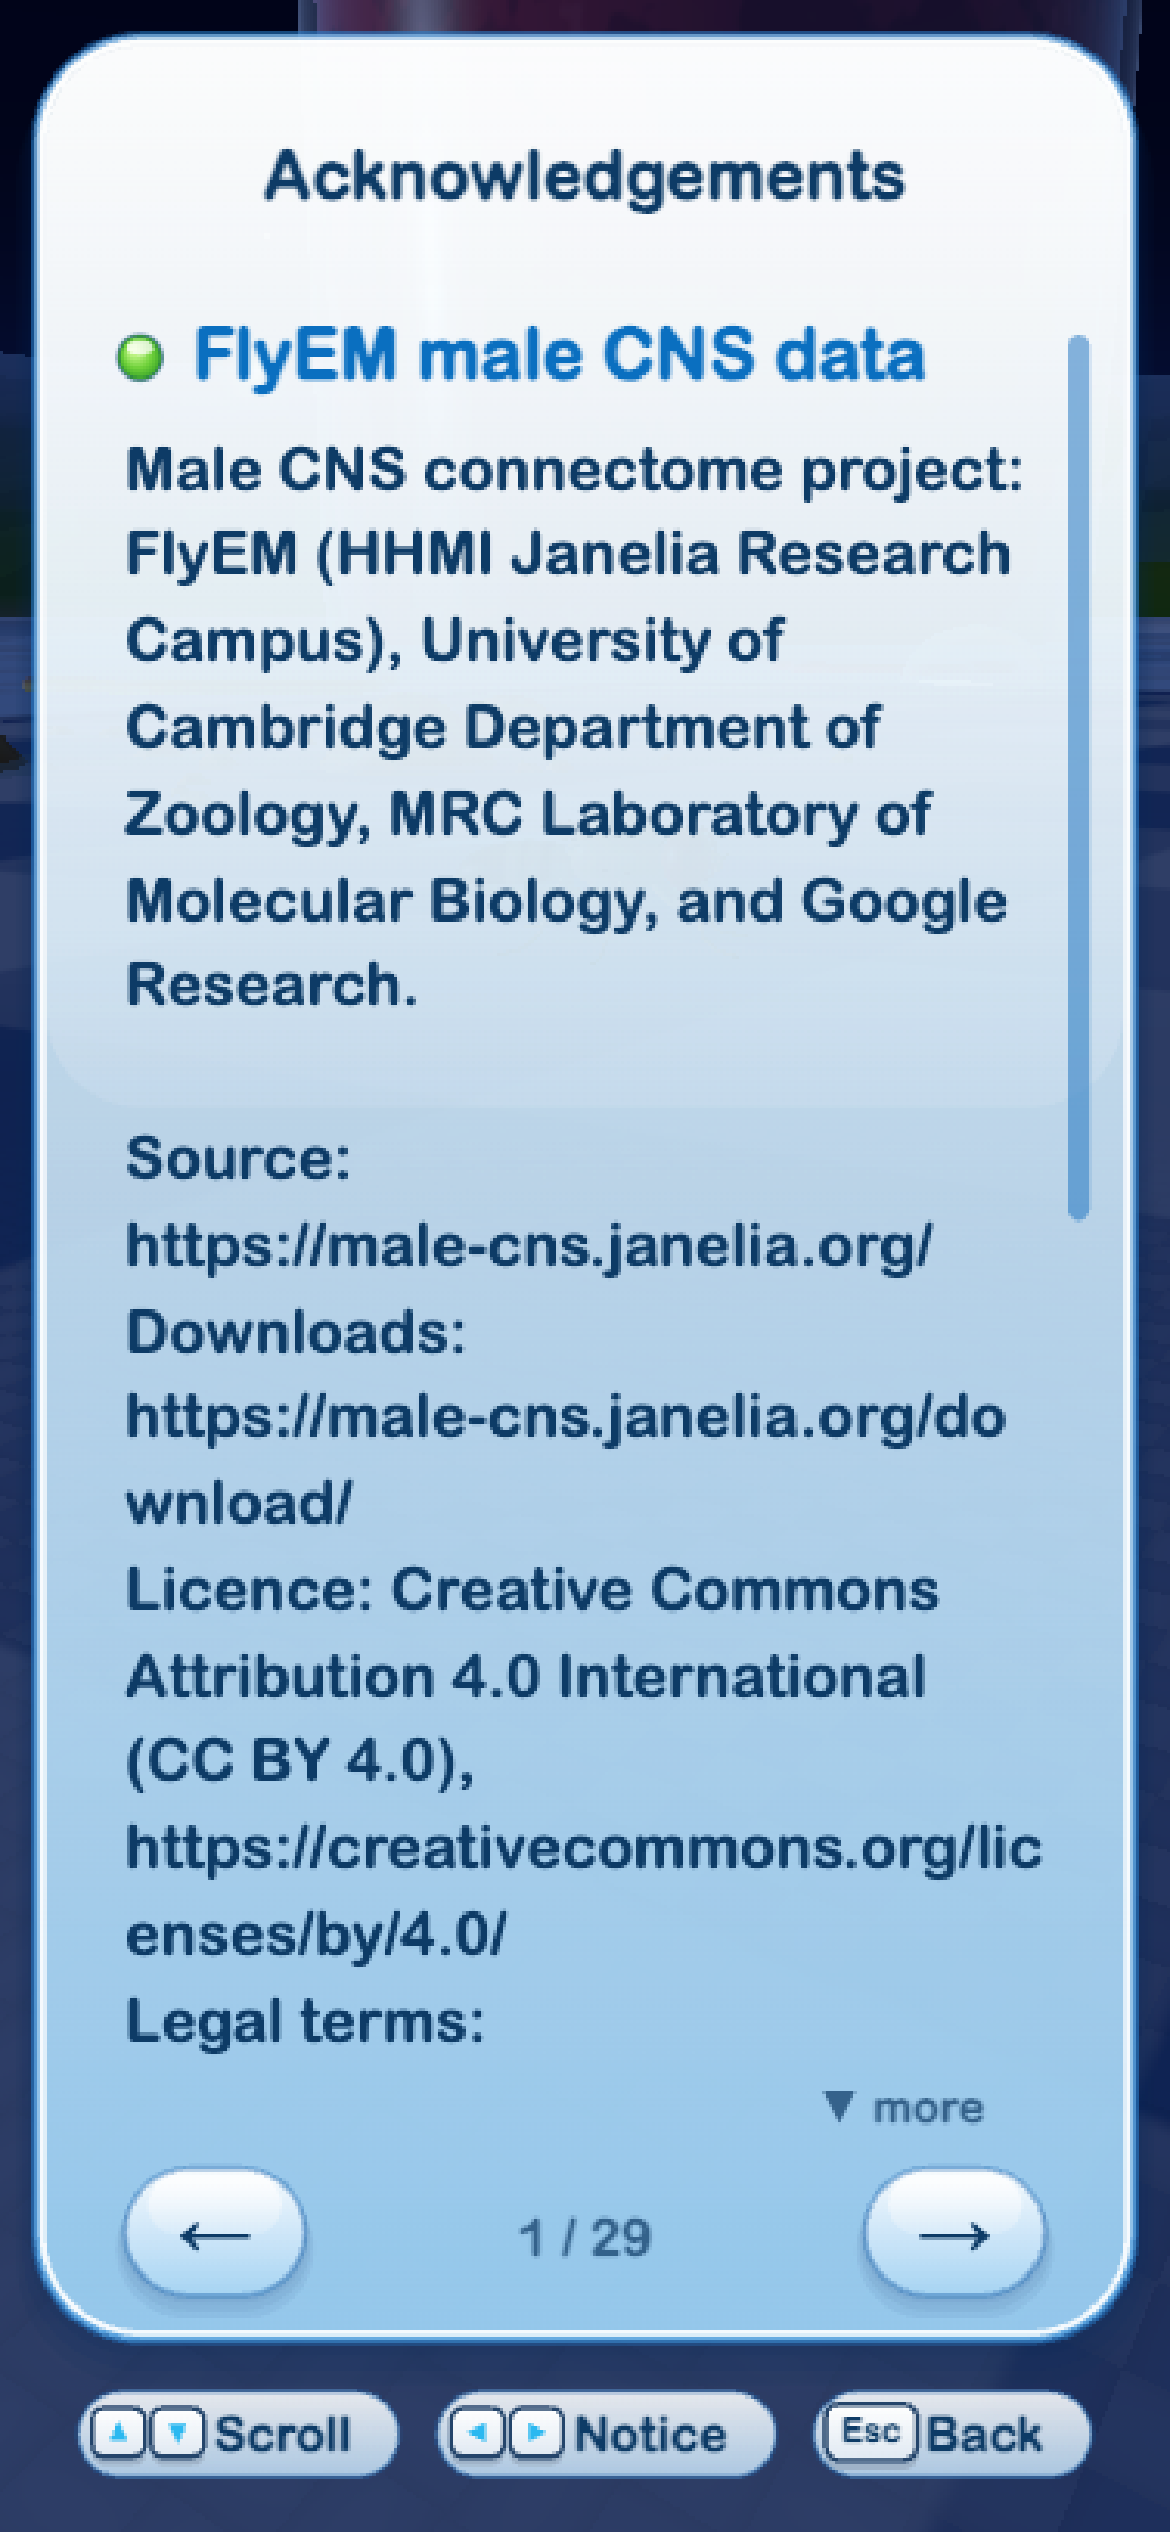 Acknowledgements
FlyEM male CNS data
Male CNS connectome project:
FlyEM (HHMI Janelia Research
Campus), University of
Cambridge Department of
Zoology, MRC Laboratory of
Molecular Biology, and Google
Research.
Source:
https://male-cns.janelia.org/
Downloads:
https://male-cns.janelia.org/do
wnload/
Licence: Creative Commons
Attribution 4.0 International
(CC BY 4.0),
https://creativecommons.org/lic
enses/by/4.0/
Legal terms:
▼ more
← 1 / 29 →
▲ ▼ Scroll ◀ ▶ Notice Esc Back